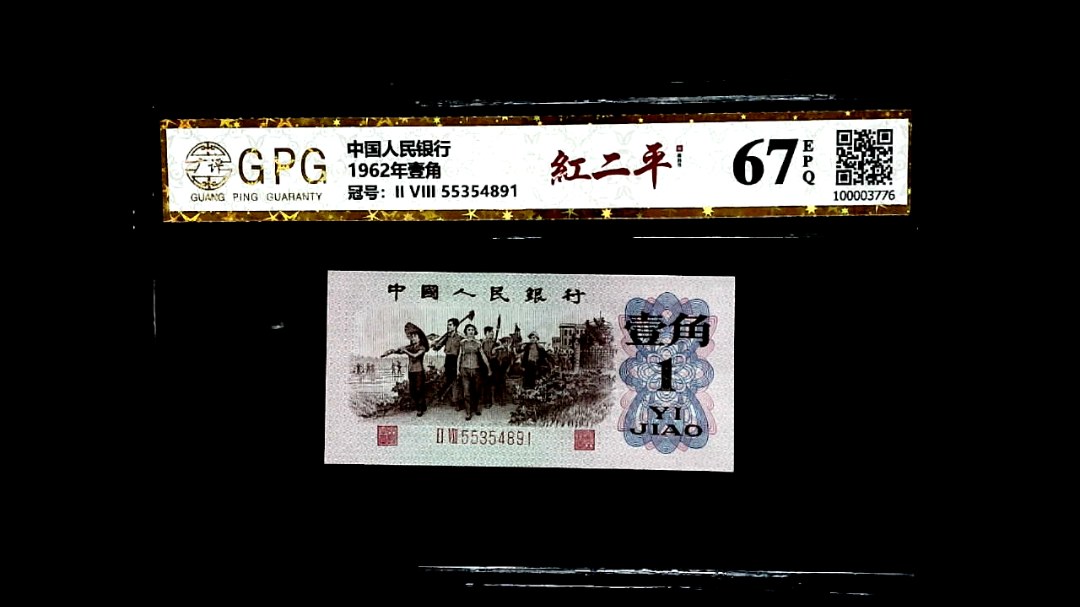 广评
GPG
GUANG PING GUARANTY
中国人民银行
1962年壹角
冠号: II VIII 55354891
紅二平
67
EPQ
100003776
中國人民銀行
壹角
1
YI
JIAO
II VIII 55354891